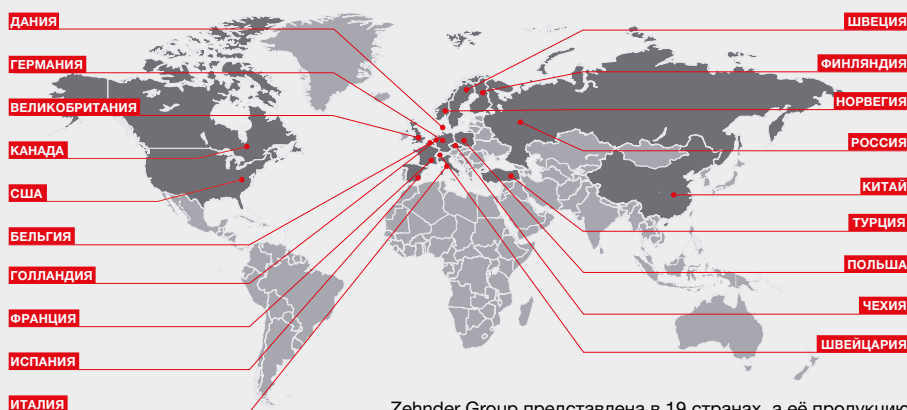 ДАНИЯ
ГЕРМАНИЯ
ВЕЛИКОБРИТАНИЯ
КАНАДА
США
БЕЛЬГИЯ
ГОЛЛАНДИЯ
ФРАНЦИЯ
ИСПАНИЯ
ИТАЛИЯ
ШВЕЦИЯ
ФИНЛЯНДИЯ
НОРВЕГИЯ
РОССИЯ
КИТАЙ
ТУРЦИЯ
ПОЛЬША
ЧЕХИЯ
ШВЕЙЦАРИЯ
Zehnder Group представлена в 19 странах, а её продукцию